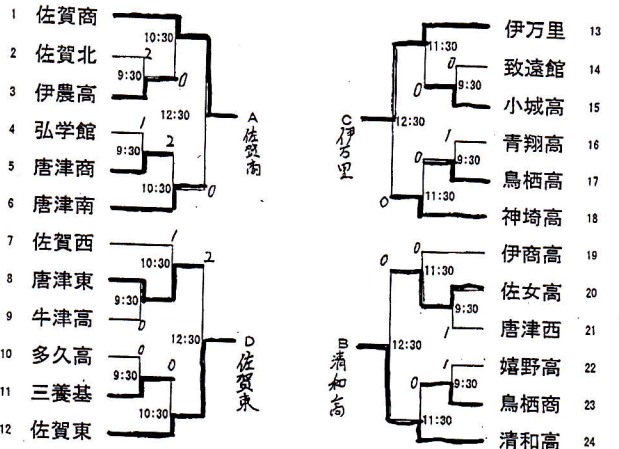 1 佐賀商
2 佐賀北 2
3 伊農高 0
9:30
10:30
4 弘学館 1
5 唐津商 2
6 唐津南 0
9:30
10:30
12:30
A 佐賀商
7 佐賀西 1
8 唐津東 2
9 牛津高 0
9:30
10:30
10 多久高 0
11 三養基 0
12 佐賀東
9:30
10:30
12:30
D 佐賀東
伊万里 13
致遠館 14 0
小城高 15 0
9:30
11:30
青翔高 16 1
鳥栖高 17 0
神埼高 18 0
9:30
11:30
12:30
C 伊万里
伊商高 19 0
佐女高 20 0
唐津西 21 1
9:30
11:30
嬉野高 22 1
鳥栖商 23 0
清和高 24
9:30
11:30
12:30
B 清和高